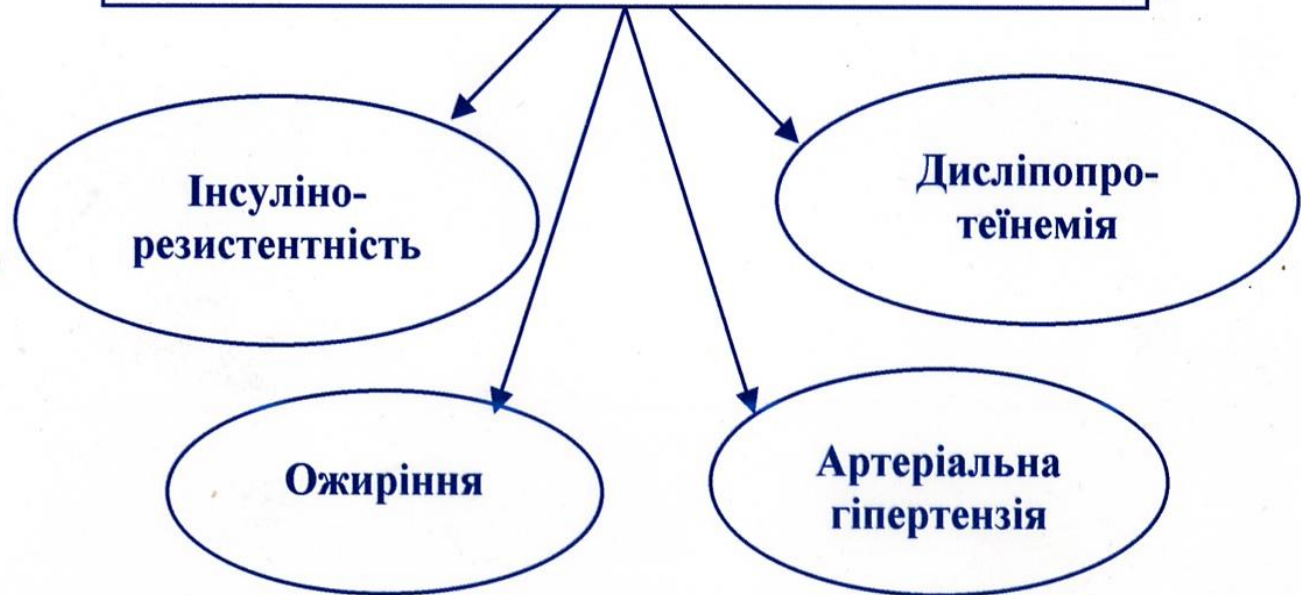 Інсуліно-
резистентність
Дисліпопро-
теїнемія
Ожиріння
Артеріальна
гіпертензія